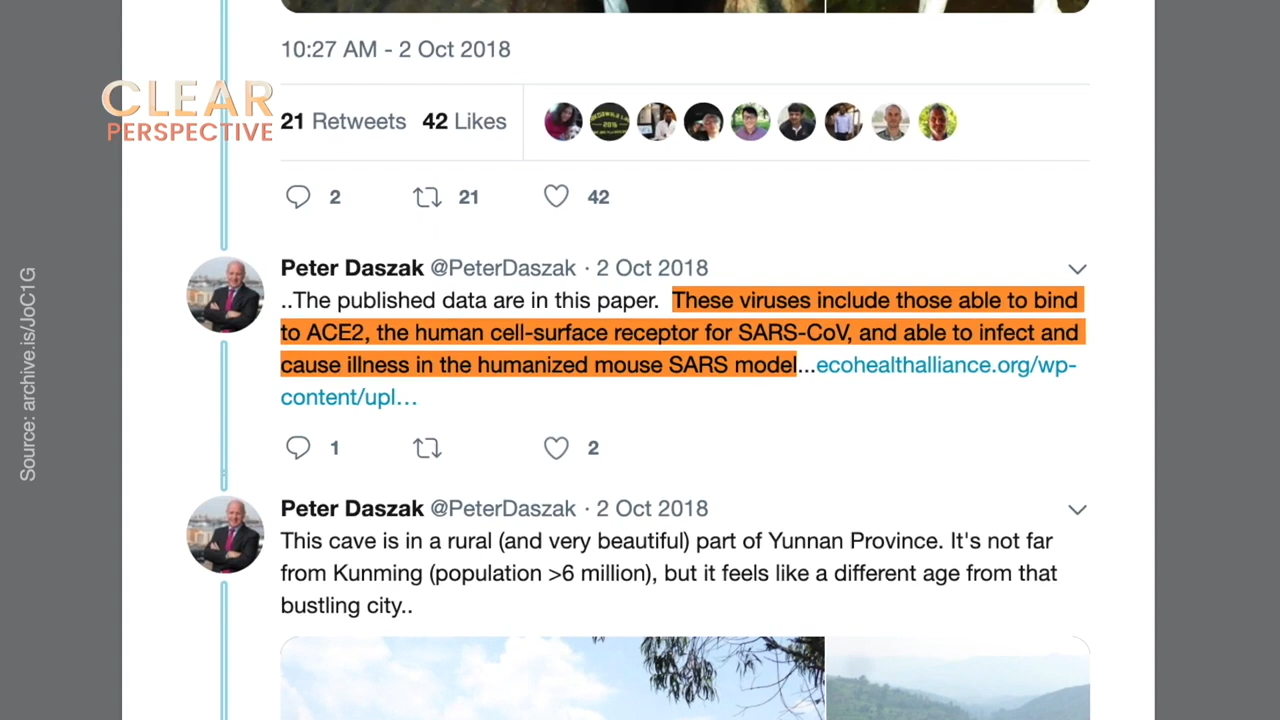 10:27 AM - 2 Oct 2018
CLEAR
PERSPECTIVE
21 Retweets 42 Likes
2 21 42
Peter Daszak @PeterDaszak · 2 Oct 2018
..The published data are in this paper. These viruses include those able to bind
to ACE2, the human cell-surface receptor for SARS-CoV, and able to infect and
cause illness in the humanized mouse SARS model...ecohealthalliance.org/wp-
content/upl…
1 2
Peter Daszak @PeterDaszak · 2 Oct 2018
This cave is in a rural (and very beautiful) part of Yunnan Province. It's not far
from Kunming (population >6 million), but it feels like a different age from that
bustling city..
Source: archive.is/JoC1G